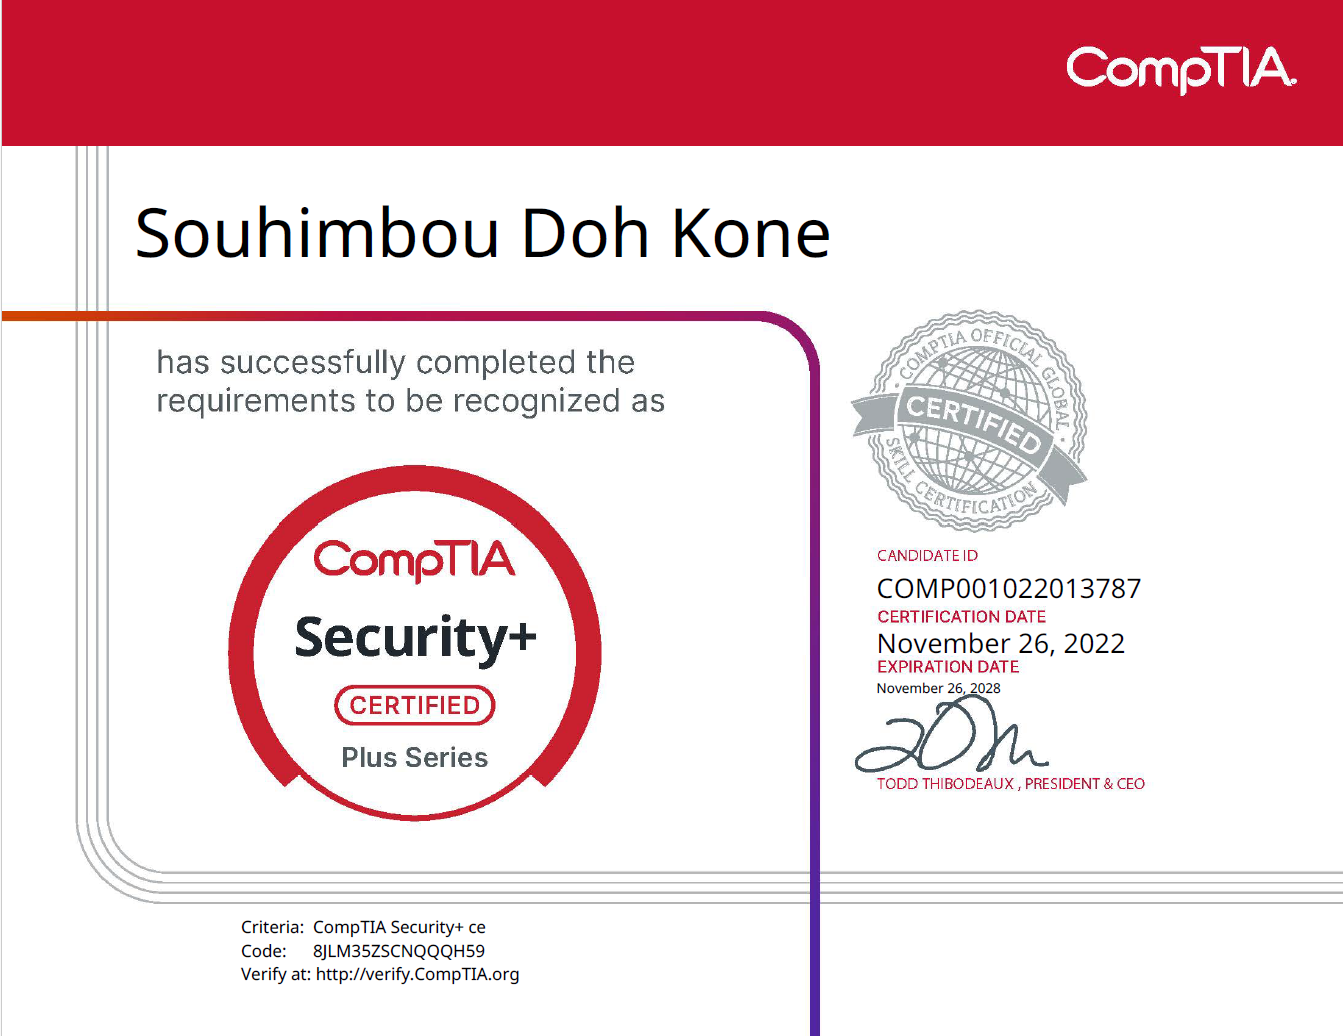 CompTIA.
Souhimbou Doh Kone
has successfully completed the
requirements to be recognized as
CompTIA
Security+
CERTIFIED
Plus Series
COMPTIA OFFICIAL GLOBAL
CERTIFIED
SKILL CERTIFICATION
CANDIDATE ID
COMP001022013787
CERTIFICATION DATE
November 26, 2022
EXPIRATION DATE
November 26, 2028
TODD THIBODEAUX , PRESIDENT & CEO
Criteria: CompTIA Security+ ce
Code: 8JLM35ZSCNQQQH59
Verify at: http://verify.CompTIA.org